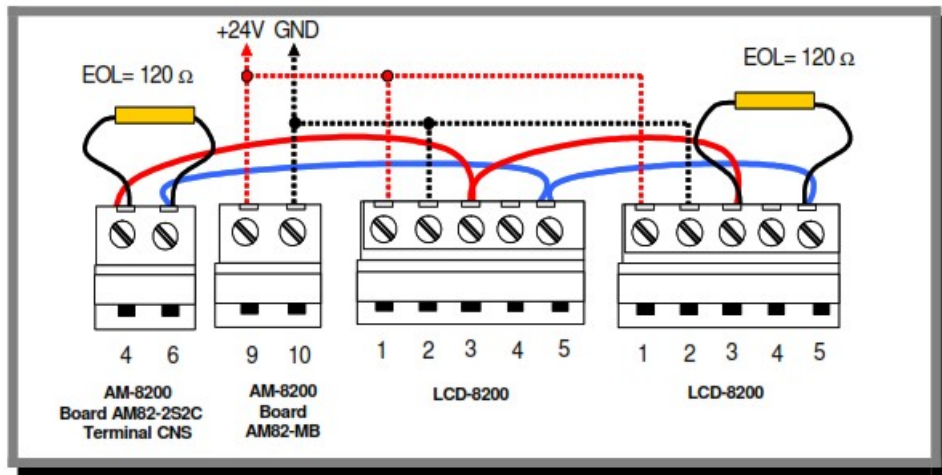 +24V GND
EOL= 120 Ω
EOL= 120 Ω
4 6
9 10
1 2 3 4 5
1 2 3 4 5
AM-8200
Board AM82-2S2C
Terminal CNS
AM-8200
Board
AM82-MB
LCD-8200
LCD-8200